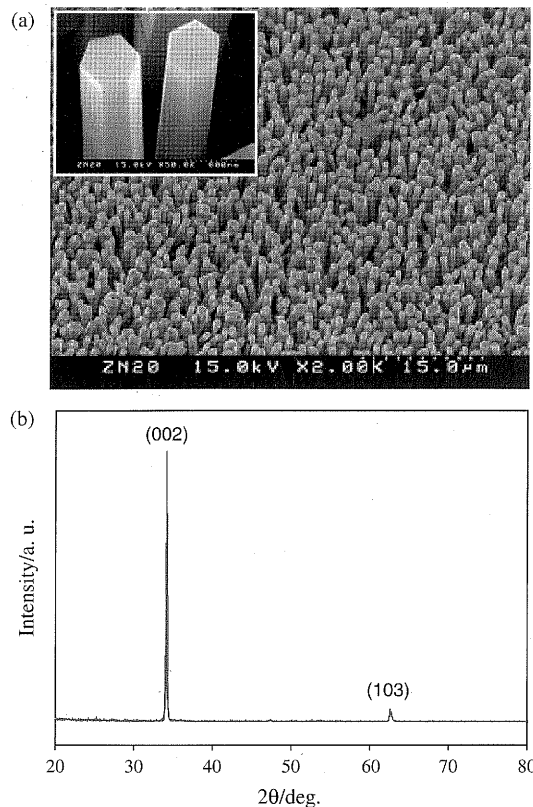 (a)
ZN20 15.0kV X50.0K 600nm
ZN20 15.0kV X2.00K 15.0μm
(b)
(002)
(103)
Intensity/a. u.
20 30 40 50 60 70 80
2θ/deg.